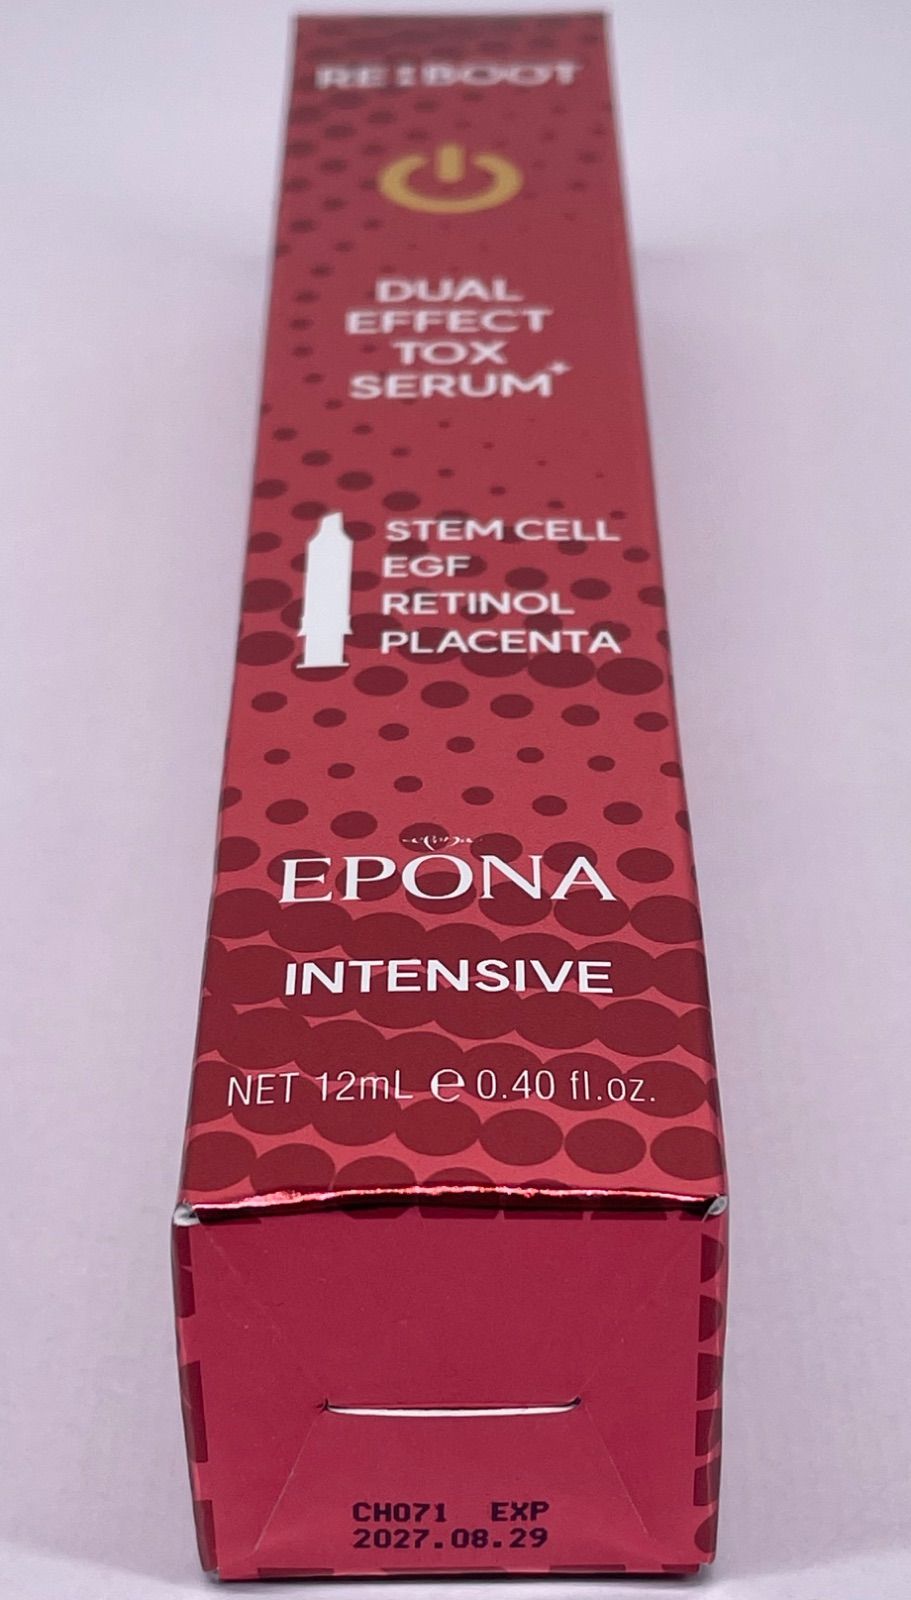 RE:BOOT
DUAL
EFFECT
TOX
SERUM+
STEM CELL
EGF
RETINOL
PLACENTA
EPONA
INTENSIVE
NET 12mL ℮ 0.40 fl.oz.
CH071 EXP
2027.08.29